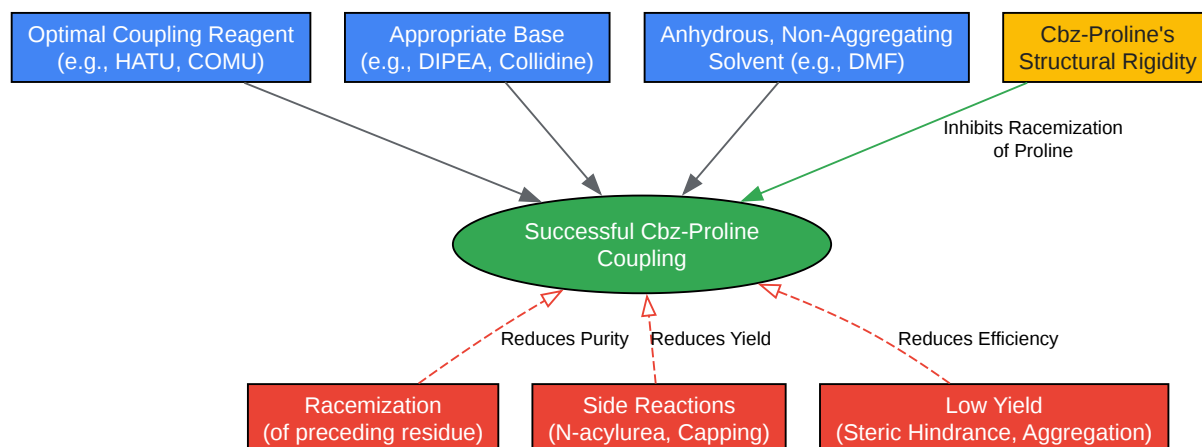 Optimal Coupling Reagent
(e.g., HATU, COMU)
Appropriate Base
(e.g., DIPEA, Collidine)
Anhydrous, Non-Aggregating
Solvent (e.g., DMF)
Cbz-Proline's
Structural Rigidity
Inhibits Racemization
of Proline
Successful Cbz-Proline
Coupling
Reduces Purity
Reduces Yield
Reduces Efficiency
Racemization
(of preceding residue)
Side Reactions
(N-acylurea, Capping)
Low Yield
(Steric Hindrance, Aggregation)